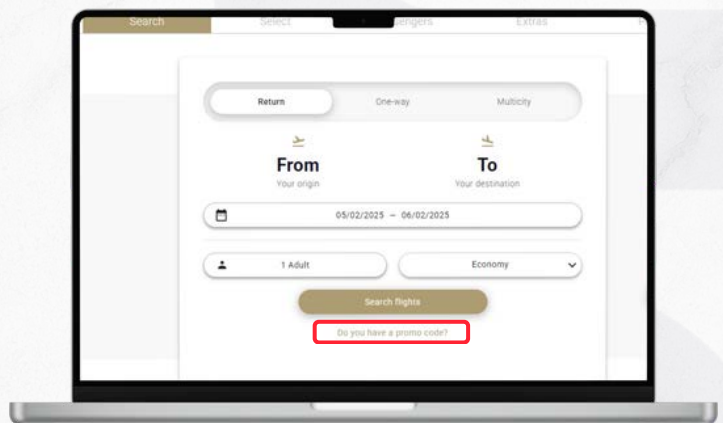 Search Select Passengers Extras
Return One-way Multicity
From To
Your origin Your destination
05/02/2025 – 06/02/2025
1 Adult Economy
Search flights
Do you have a promo code?